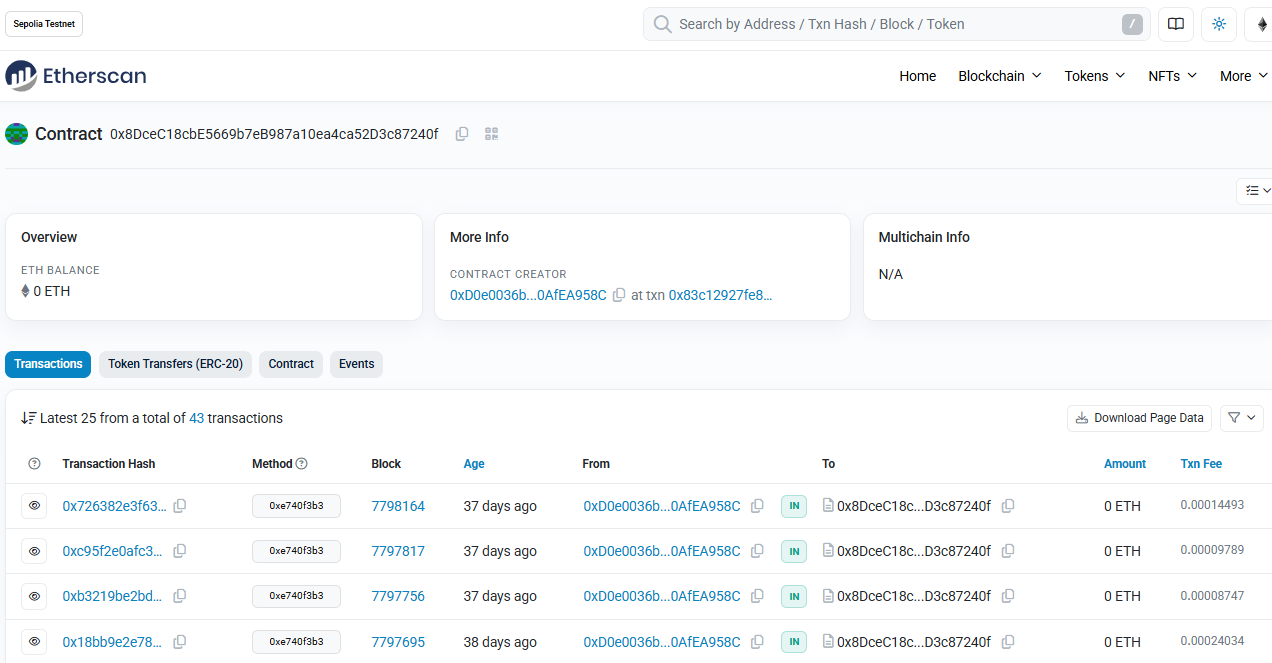 Sepolia Testnet
Search by Address / Txn Hash / Block / Token /
Etherscan
Home Blockchain Tokens NFTs More
Contract 0x8DceC18cbE5669b7eB987a10ea4ca52D3c87240f
Overview
ETH BALANCE
0 ETH
More Info
CONTRACT CREATOR
0xD0e0036b...0AfEA958C at txn 0x83c12927fe8...
Multichain Info
N/A
Transactions Token Transfers (ERC-20) Contract Events
Latest 25 from a total of 43 transactions Download Page Data
Transaction Hash Method Block Age From To Amount Txn Fee
0x726382e3f63... 0xe740f3b3 7798164 37 days ago 0xD0e0036b...0AfEA958C IN 0x8DceC18c...D3c87240f 0 ETH 0.00014493
0xc95f2e0afc3... 0xe740f3b3 7797817 37 days ago 0xD0e0036b...0AfEA958C IN 0x8DceC18c...D3c87240f 0 ETH 0.00009789
0xb3219be2bd... 0xe740f3b3 7797756 37 days ago 0xD0e0036b...0AfEA958C IN 0x8DceC18c...D3c87240f 0 ETH 0.00008747
0x18bb9e2e78... 0xe740f3b3 7797695 38 days ago 0xD0e0036b...0AfEA958C IN 0x8DceC18c...D3c87240f 0 ETH 0.00024034